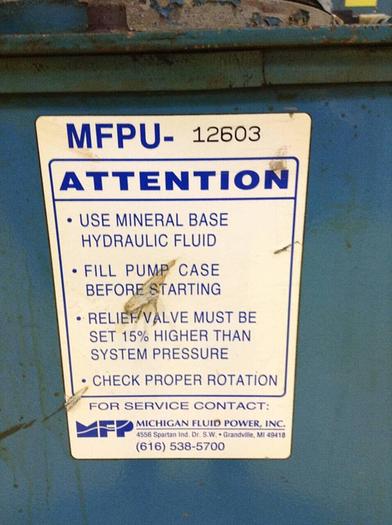 MFPU- 12603
ATTENTION
• USE MINERAL BASE
HYDRAULIC FLUID
• FILL PUMP CASE
BEFORE STARTING
• RELIEF VALVE MUST BE
SET 15% HIGHER THAN
SYSTEM PRESSURE
• CHECK PROPER ROTATION
FOR SERVICE CONTACT:
MFP MICHIGAN FLUID POWER, INC.
4556 Spartan Ind. Dr. S.W. • Grandville, MI 49418
(616) 538-5700